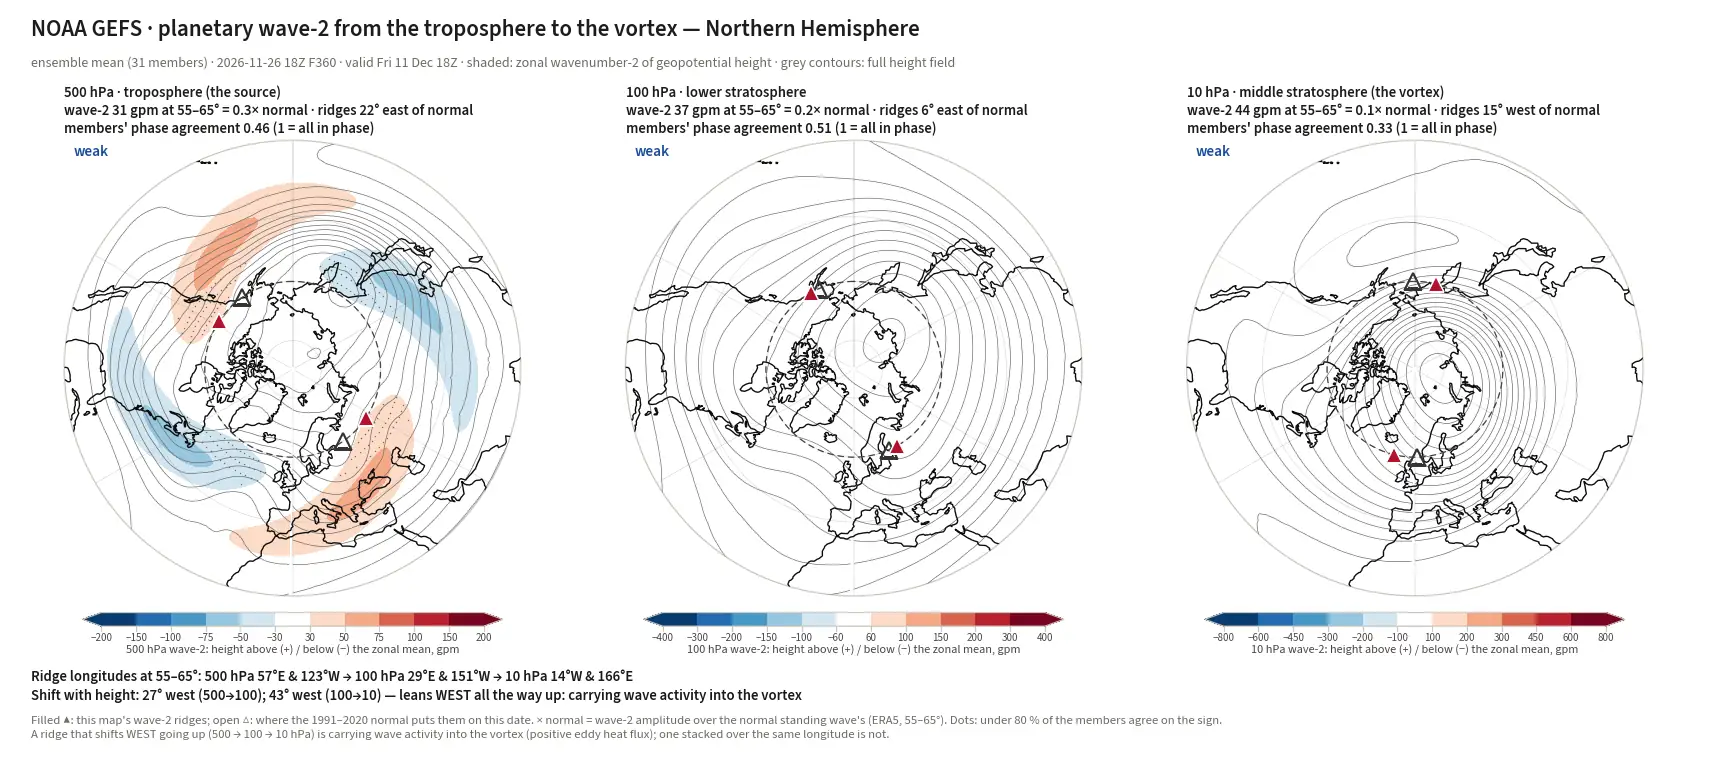 NOAA GEFS · planetary wave-2 from the troposphere to the vortex — Northern Hemisphere
ensemble mean (31 members) · 2026-11-26 18Z F360 · valid Fri 11 Dec 18Z · shaded: zonal wavenumber-2 of geopotential height · grey contours: full height field
500 hPa · troposphere (the source)
wave-2 31 gpm at 55–65° = 0.3× normal · ridges 22° east of normal
members' phase agreement 0.46 (1 = all in phase)
weak
100 hPa · lower stratosphere
wave-2 37 gpm at 55–65° = 0.2× normal · ridges 6° east of normal
members' phase agreement 0.51 (1 = all in phase)
weak
10 hPa · middle stratosphere (the vortex)
wave-2 44 gpm at 55–65° = 0.1× normal · ridges 15° west of normal
members' phase agreement 0.33 (1 = all in phase)
weak
−200 −150 −100 −75 −50 −30 30 50 75 100 150 200
500 hPa wave-2: height above (+) / below (−) the zonal mean, gpm
−400 −300 −200 −150 −100 −60 60 100 150 200 300 400
100 hPa wave-2: height above (+) / below (−) the zonal mean, gpm
−800 −600 −450 −300 −200 −100 100 200 300 450 600 800
10 hPa wave-2: height above (+) / below (−) the zonal mean, gpm
Ridge longitudes at 55–65°: 500 hPa 57°E & 123°W → 100 hPa 29°E & 151°W → 10 hPa 14°W & 166°E
Shift with height: 27° west (500→100); 43° west (100→10) — leans WEST all the way up: carrying wave activity into the vortex
Filled ▲: this map's wave-2 ridges; open △: where the 1991–2020 normal puts them on this date. × normal = wave-2 amplitude over the normal standing wave's (ERA5, 55–65°). Dots: under 80 % of the members agree on the sign.
A ridge that shifts WEST going up (500 → 100 → 10 hPa) is carrying wave activity into the vortex (positive eddy heat flux); one stacked over the same longitude is not.